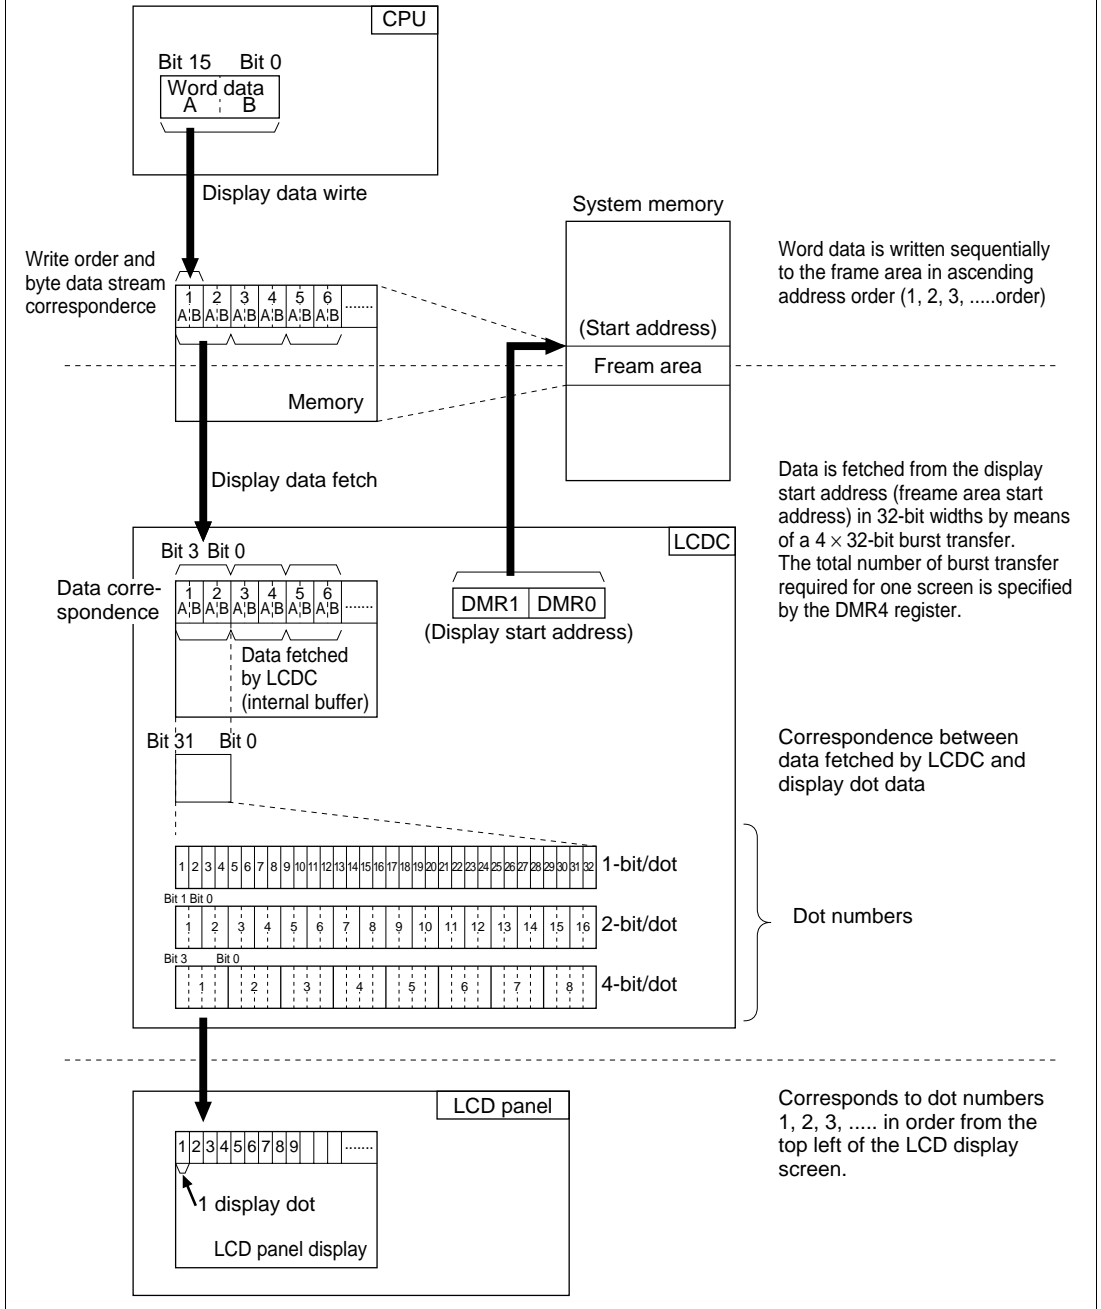 CPU
Bit 15 Bit 0
Word data
A B
Display data wirte
System memory
Write order and
byte data stream
corresponderce
Word data is written sequentially
to the frame area in ascending
address order (1, 2, 3, .....order)
1 2 3 4 5 6
A B A B A B A B A B A B .......
(Start address)
Fream area
Memory
Display data fetch
Data is fetched from the display
start address (freame area start
address) in 32-bit widths by means
of a 4 × 32-bit burst transfer.
The total number of burst transfer
required for one screen is specified
by the DMR4 register.
LCDC
Bit 3 Bit 0
Data corre-
spondence
1 2 3 4 5 6
A B A B A B A B A B A B .......
DMR1 DMR0
(Display start address)
Data fetched
by LCDC
(internal buffer)
Bit 31 Bit 0
Correspondence between
data fetched by LCDC and
display dot data
1 2 3 4 5 6 7 8 9 10 11 12 13 14 15 16 17 18 19 20 21 22 23 24 25 26 27 28 29 30 31 32 1-bit/dot
Bit 1 Bit 0
1 2 3 4 5 6 7 8 9 10 11 12 13 14 15 16 2-bit/dot
Dot numbers
Bit 3 Bit 0
1 2 3 4 5 6 7 8 4-bit/dot
LCD panel
Corresponds to dot numbers
1, 2, 3, ..... in order from the
top left of the LCD display
screen.
1 2 3 4 5 6 7 8 9 .......
1 display dot
LCD panel display